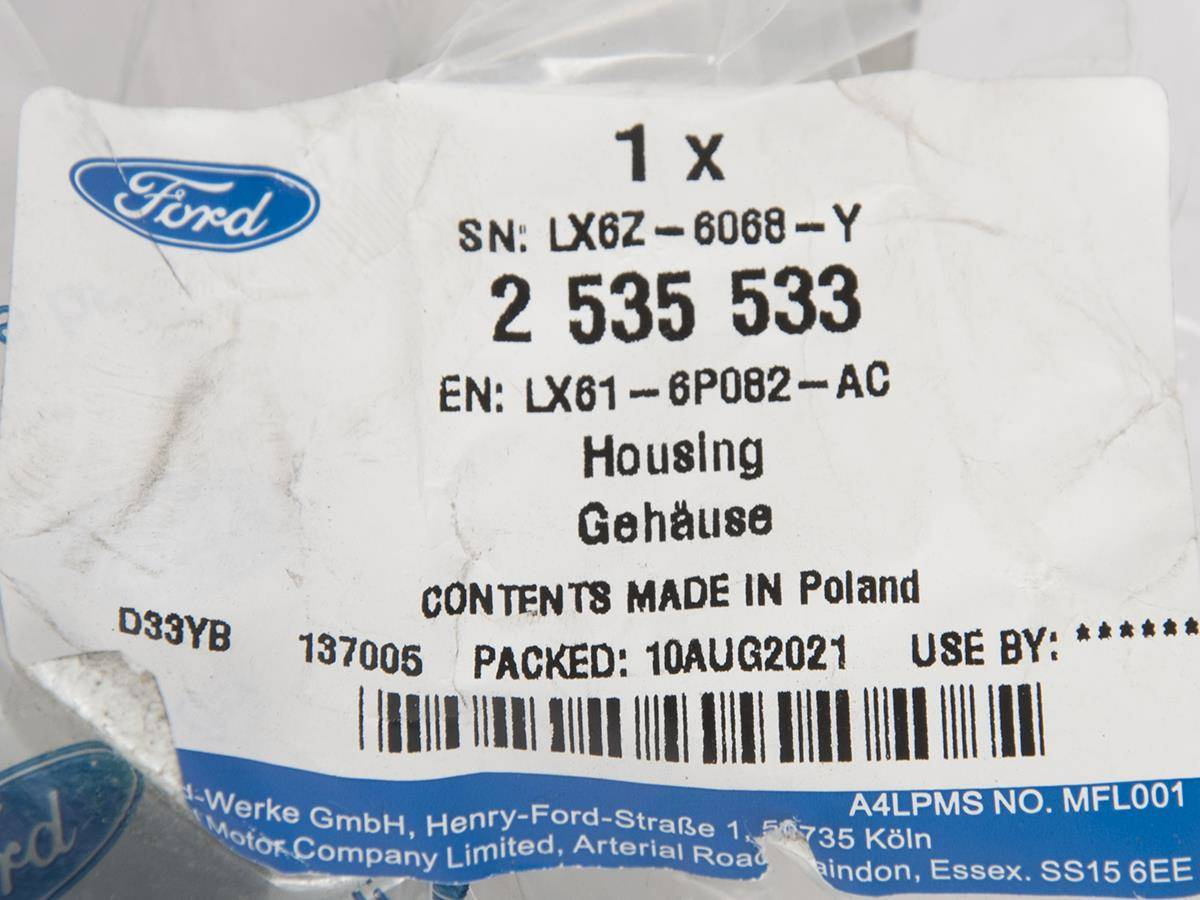 Ford
1 x
SN: LX6Z-6068-Y
2 535 533
EN: LX61-6P082-AC
Housing
Gehäuse
CONTENTS MADE IN Poland
D33YB 137005 PACKED: 10AUG2021 USE BY: ******
A4LPMS NO. MFL001
-Werke GmbH, Henry-Ford-Straße 1, 735 Köln
Motor Company Limited, Arterial Road, aindon, Essex. SS15 6EE
Ford